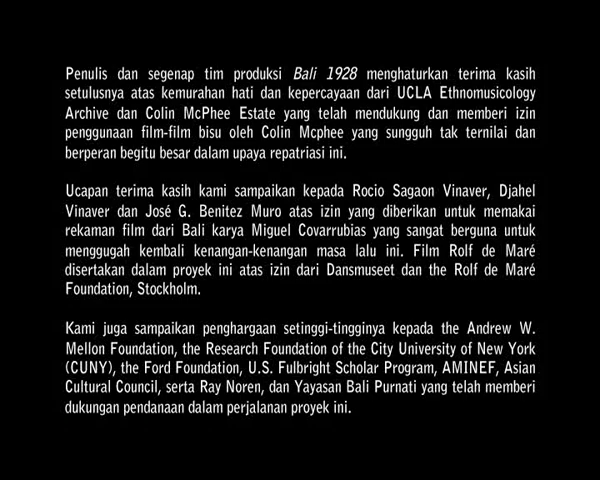 Penulis dan segenap tim produksi Bali 1928 menghaturkan terima kasih
setulusnya atas kemurahan hati dan kepercayaan dari UCLA Ethnomusicology
Archive dan Colin McPhee Estate yang telah mendukung dan memberi izin
penggunaan film-film bisu oleh Colin Mcphee yang sungguh tak ternilai dan
berperan begitu besar dalam upaya repatriasi ini.
Ucapan terima kasih kami sampaikan kepada Rocio Sagaon Vinaver, Djahel
Vinaver dan José G. Benitez Muro atas izin yang diberikan untuk memakai
rekaman film dari Bali karya Miguel Covarrubias yang sangat berguna untuk
menggugah kembali kenangan-kenangan masa lalu ini. Film Rolf de Maré
disertakan dalam proyek ini atas izin dari Dansmuseet dan the Rolf de Maré
Foundation, Stockholm.
Kami juga sampaikan penghargaan setinggi-tingginya kepada the Andrew W.
Mellon Foundation, the Research Foundation of the City University of New York
(CUNY), the Ford Foundation, U.S. Fulbright Scholar Program, AMINEF, Asian
Cultural Council, serta Ray Noren, dan Yayasan Bali Purnati yang telah memberi
dukungan pendanaan dalam perjalanan proyek ini.